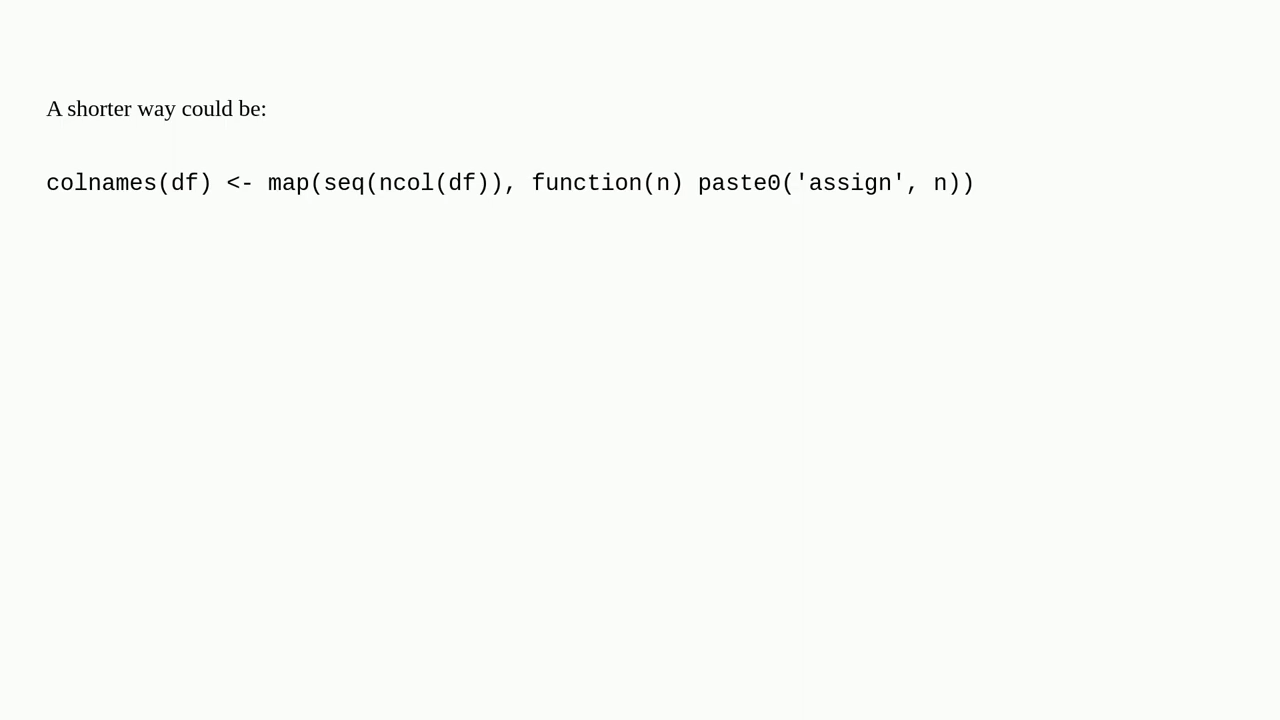 A shorter way could be:
colnames(df) <- map(seq(ncol(df)), function(n) paste0('assign', n))